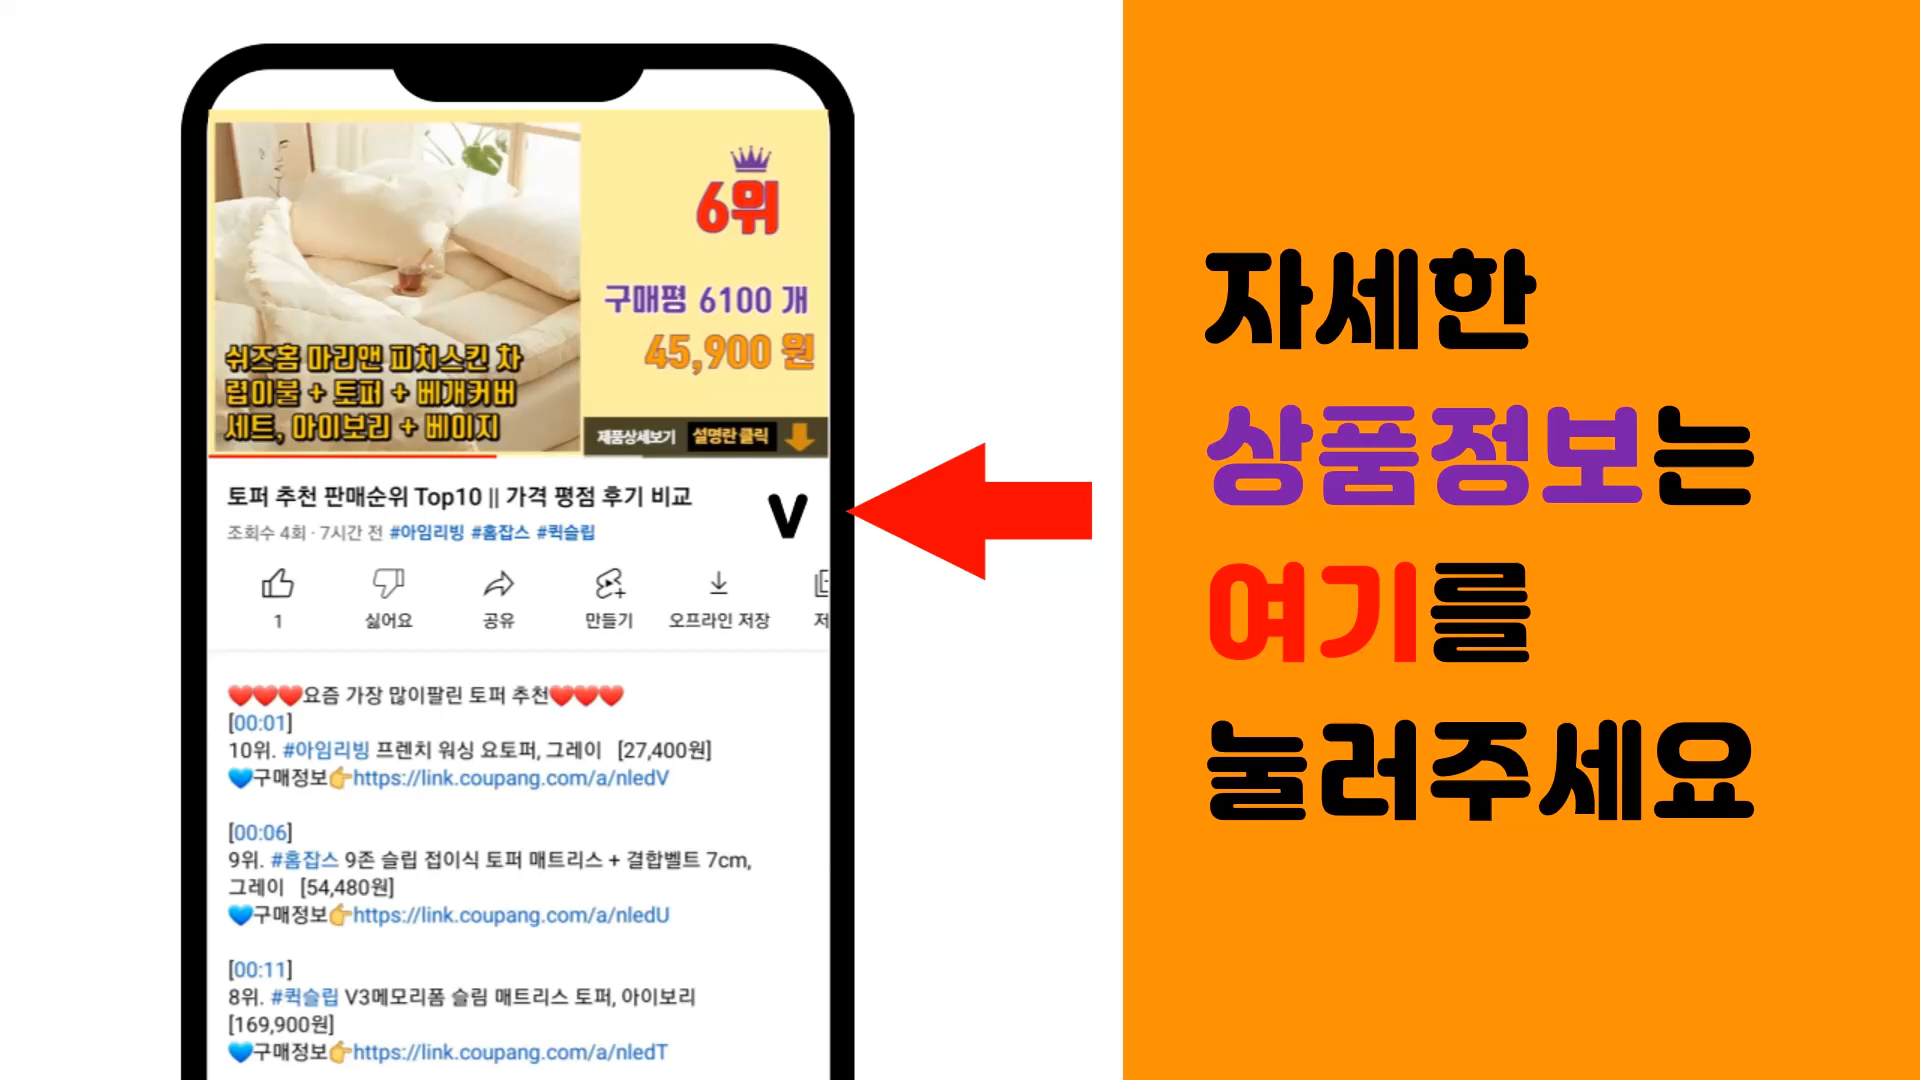 6위
구매평 6100 개
45,900 원
쉬즈홈 마리앤 피치스킨 차
렵이불 + 토퍼 + 베개커버
세트, 아이보리 + 베이지
제품상세보기 설명란 클릭
토퍼 추천 판매순위 Top10 || 가격 평점 후기 비교
V
조회수 4회 · 7시간 전 #아임리빙 #홈잡스 #퀵슬립
1 싫어요 공유 만들기 오프라인 저장 저
❤️❤️❤️요즘 가장 많이팔린 토퍼 추천❤️❤️❤️
[00:01]
10위. #아임리빙 프렌치 워싱 요토퍼, 그레이 [27,400원]
💙구매정보👉https://link.coupang.com/a/nledV
[00:06]
9위. #홈잡스 9존 슬립 접이식 토퍼 매트리스 + 결합벨트 7cm,
그레이 [54,480원]
💙구매정보👉https://link.coupang.com/a/nledU
[00:11]
8위. #퀵슬립 V3메모리폼 슬림 매트리스 토퍼, 아이보리
[169,900원]
💙구매정보👉https://link.coupang.com/a/nledT
자세한
상품정보는
여기를
눌러주세요